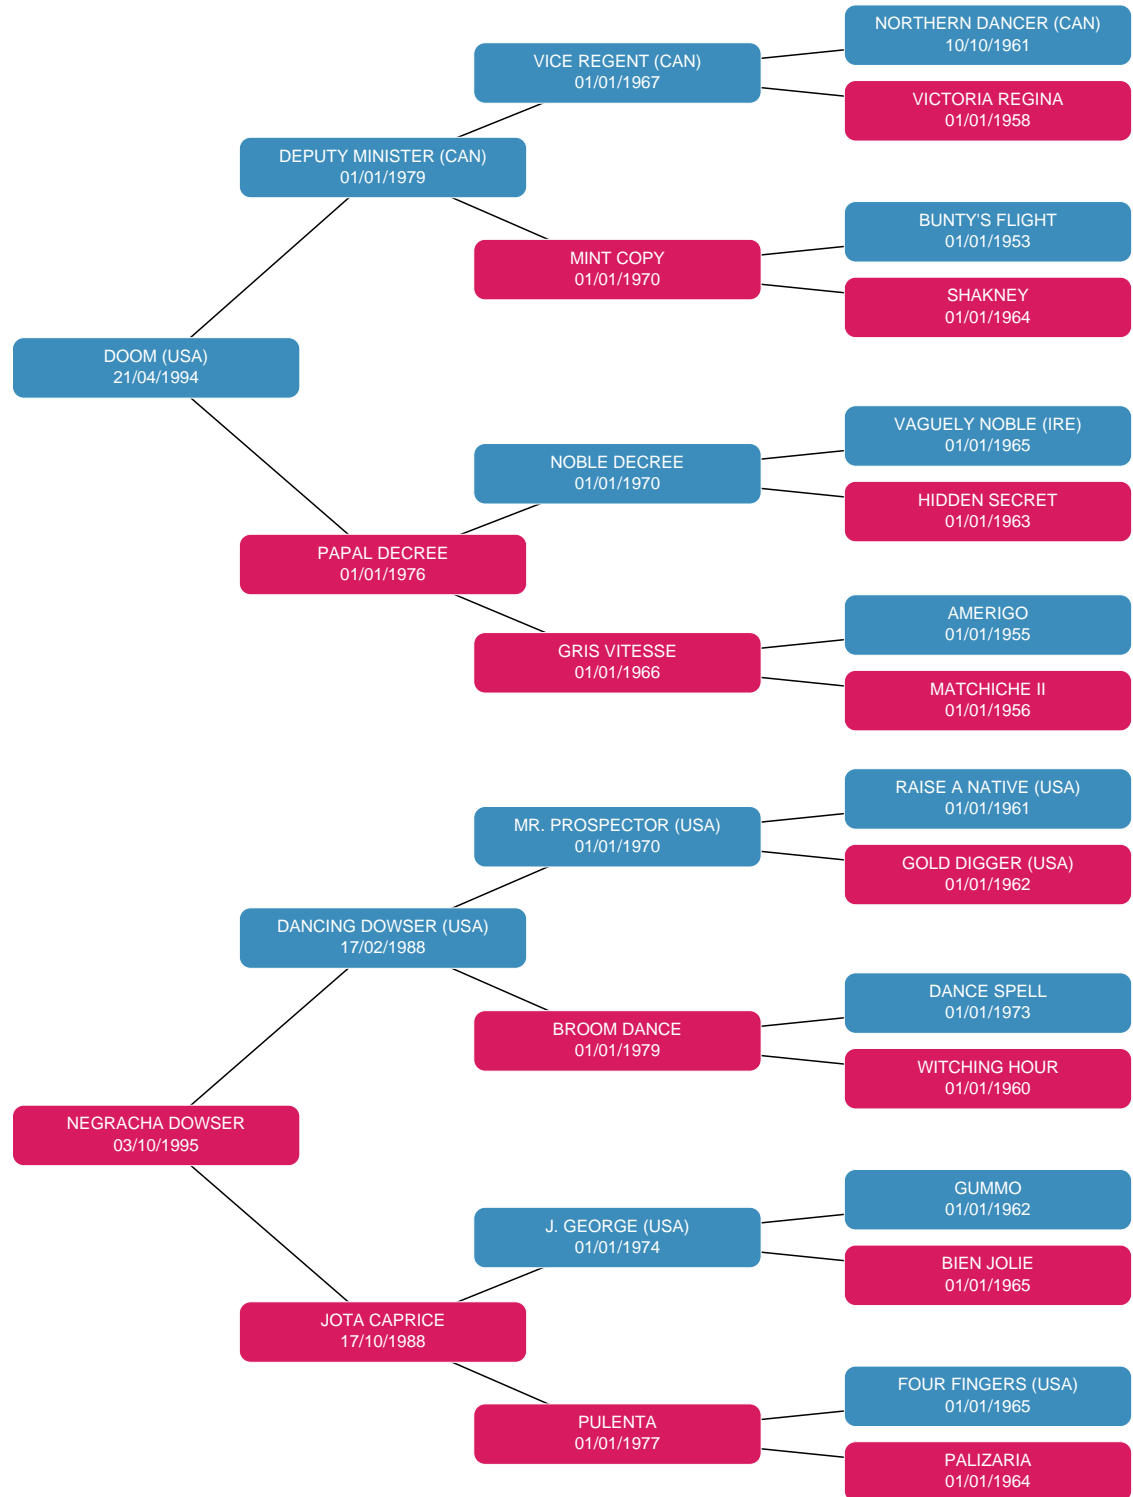 NORTHERN DANCER (CAN)
10/10/1961
VICE REGENT (CAN)
01/01/1967
VICTORIA REGINA
01/01/1958
DEPUTY MINISTER (CAN)
01/01/1979
BUNTY'S FLIGHT
01/01/1953
MINT COPY
01/01/1970
SHAKNEY
01/01/1964
DOOM (USA)
21/04/1994
VAGUELY NOBLE (IRE)
01/01/1965
NOBLE DECREE
01/01/1970
HIDDEN SECRET
01/01/1963
PAPAL DECREE
01/01/1976
AMERIGO
01/01/1955
GRIS VITESSE
01/01/1966
MATCHICHE II
01/01/1956
RAISE A NATIVE (USA)
01/01/1961
MR. PROSPECTOR (USA)
01/01/1970
GOLD DIGGER (USA)
01/01/1962
DANCING DOWSER (USA)
17/02/1988
DANCE SPELL
01/01/1973
BROOM DANCE
01/01/1979
WITCHING HOUR
01/01/1960
NEGRACHA DOWSER
03/10/1995
GUMMO
01/01/1962
J. GEORGE (USA)
01/01/1974
BIEN JOLIE
01/01/1965
JOTA CAPRICE
17/10/1988
FOUR FINGERS (USA)
01/01/1965
PULENTA
01/01/1977
PALIZARIA
01/01/1964